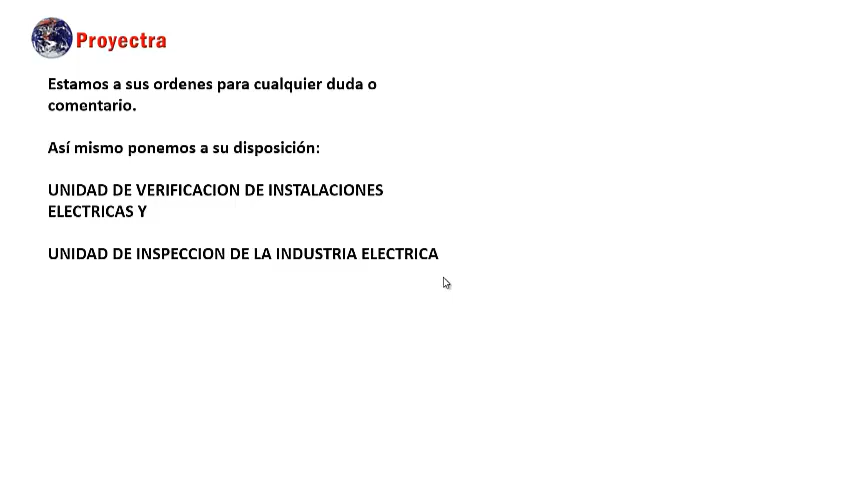 Proyectra
Estamos a sus ordenes para cualquier duda o
comentario.
Así mismo ponemos a su disposición:
UNIDAD DE VERIFICACION DE INSTALACIONES
ELECTRICAS Y
UNIDAD DE INSPECCION DE LA INDUSTRIA ELECTRICA